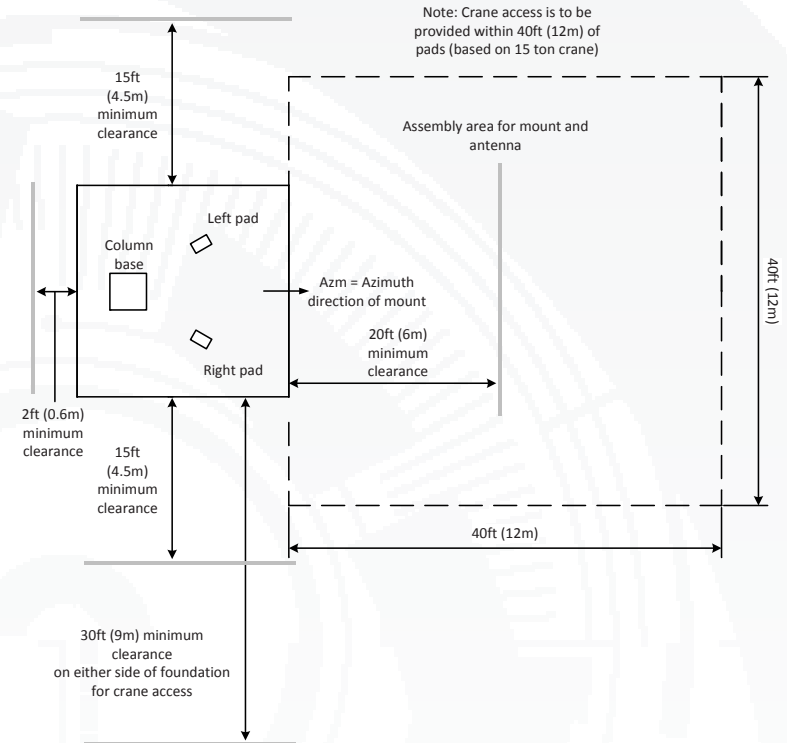 Note: Crane access is to be
provided within 40ft (12m) of
pads (based on 15 ton crane)
15ft
(4.5m)
minimum
clearance
Assembly area for mount and
antenna
Left pad
Column
base
Azm = Azimuth
direction of mount
40ft (12m)
20ft (6m)
minimum
clearance
Right pad
2ft (0.6m)
minimum
clearance
15ft
(4.5m)
minimum
clearance
40ft (12m)
30ft (9m) minimum
clearance
on either side of foundation
for crane access